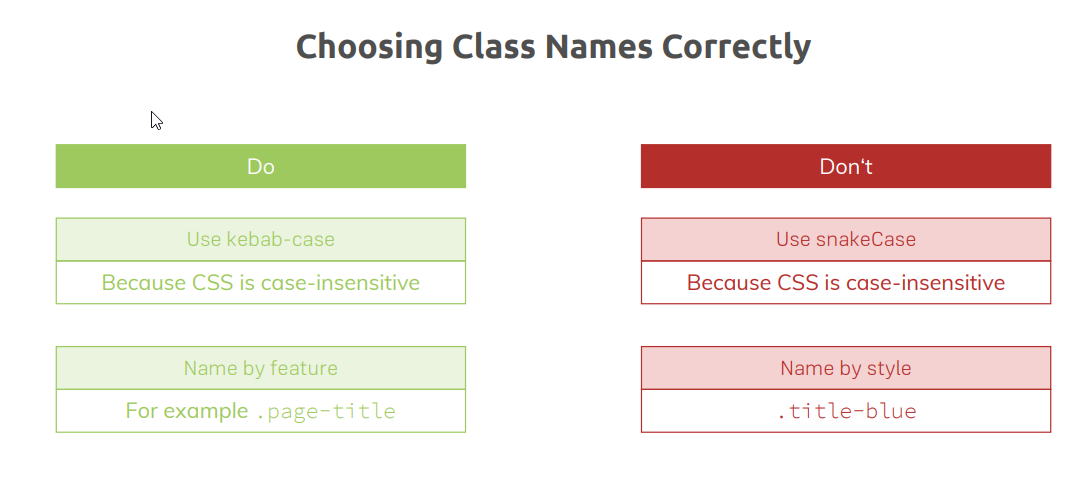 Choosing Class Names Correctly
Do
Don‘t
Use kebab-case
Use snakeCase
Because CSS is case-insensitive
Because CSS is case-insensitive
Name by feature
Name by style
For example .page-title
.title-blue